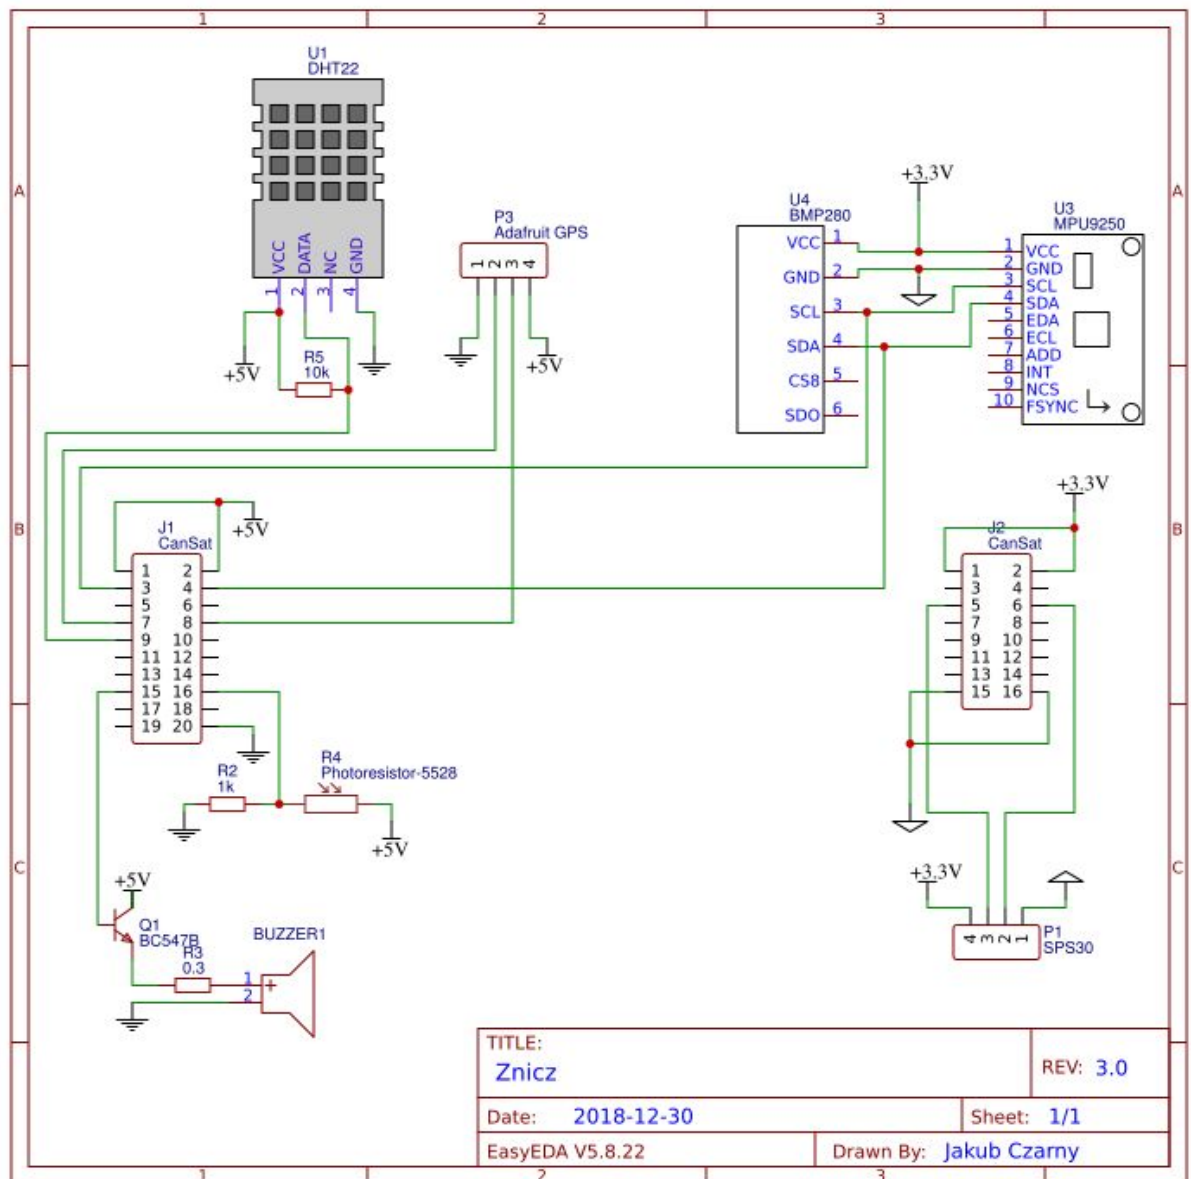 1 2 3
A
B
C
A
B
C
U1
DHT22
VCC
DATA
NC
GND
1
2
3
4
+5V
R5
10k
P3
Adafruit GPS
1 2 3 4
+5V
+3.3V
U4
BMP280
VCC 1
GND 2
SCL 3
SDA 4
CSB 5
SDO 6
U3
MPU9250
1 VCC
2 GND
3 SCL
4 SDA
5 EDA
6 ECL
7 ADD
8 INT
9 NCS
10 FSYNC
+5V
J1
CanSat
1 2
3 4
5 6
7 8
9 10
11 12
13 14
15 16
17 18
19 20
+3.3V
J2
CanSat
1 2
3 4
5 6
7 8
9 10
11 12
13 14
15 16
R2
1k
R4
Photoresistor-5528
+5V
+5V
Q1
BC547B
R3
0.3
BUZZER1
1
+
2
+3.3V
4 3 2 1
P1
SPS30
TITLE:
Znicz
REV: 3.0
Date: 2018-12-30
Sheet: 1/1
EasyEDA V5.8.22
Drawn By: Jakub Czarny
1 2 3